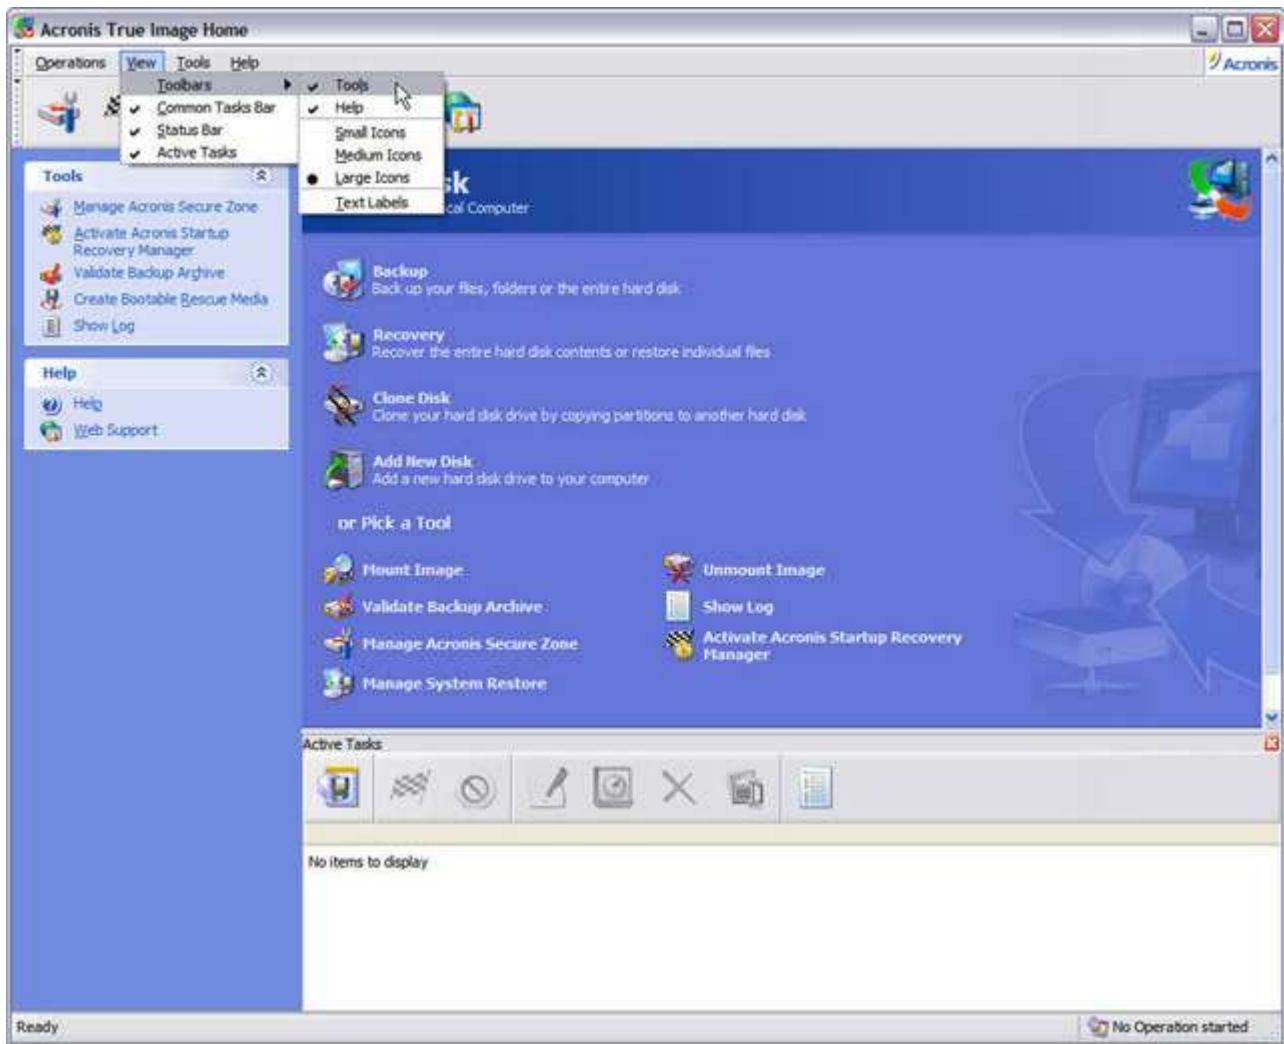 Acronis True Image Home
Operations View Tools Help
Acronis
Toolbars
Common Tasks Bar
Status Bar
Active Tasks
Tools
Help
Small Icons
Medium Icons
Large Icons
Text Labels
Tools
Manage Acronis Secure Zone
Activate Acronis Startup
Recovery Manager
Validate Backup Archive
Create Bootable Rescue Media
Show Log
Help
Help
Web Support
sk
cal Computer
Backup
Back up your files, folders or the entire hard disk
Recovery
Recover the entire hard disk contents or restore individual files
Clone Disk
Clone your hard disk drive by copying partitions to another hard disk
Add New Disk
Add a new hard disk drive to your computer
or Pick a Tool
Mount Image
Unmount Image
Validate Backup Archive
Show Log
Manage Acronis Secure Zone
Activate Acronis Startup Recovery
Manager
Manage System Restore
Active Tasks
No items to display
Ready
No Operation started